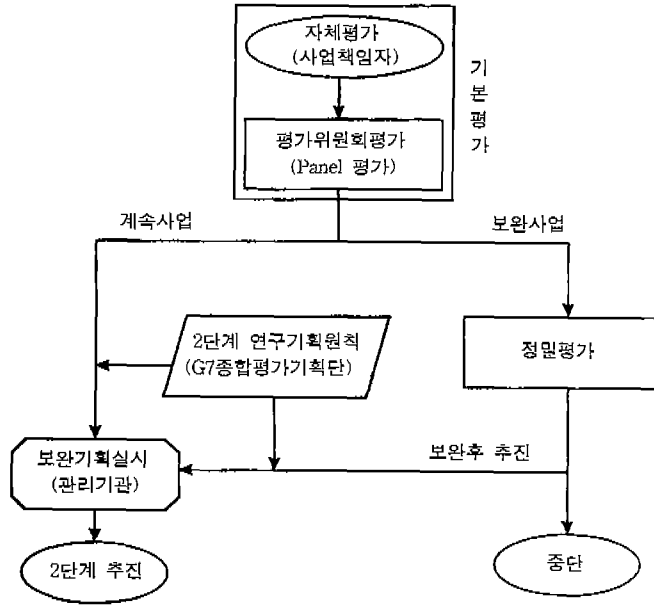 자체평가
(사업책임자)
기
본
평
가
평가위원회평가
(Panel 평가)
계속사업
보완사업
2단계 연구기획원칙
(G7종합평가기획단)
정밀평가
보완기획실시
(관리기관)
보완후 추진
2단계 추진
중단